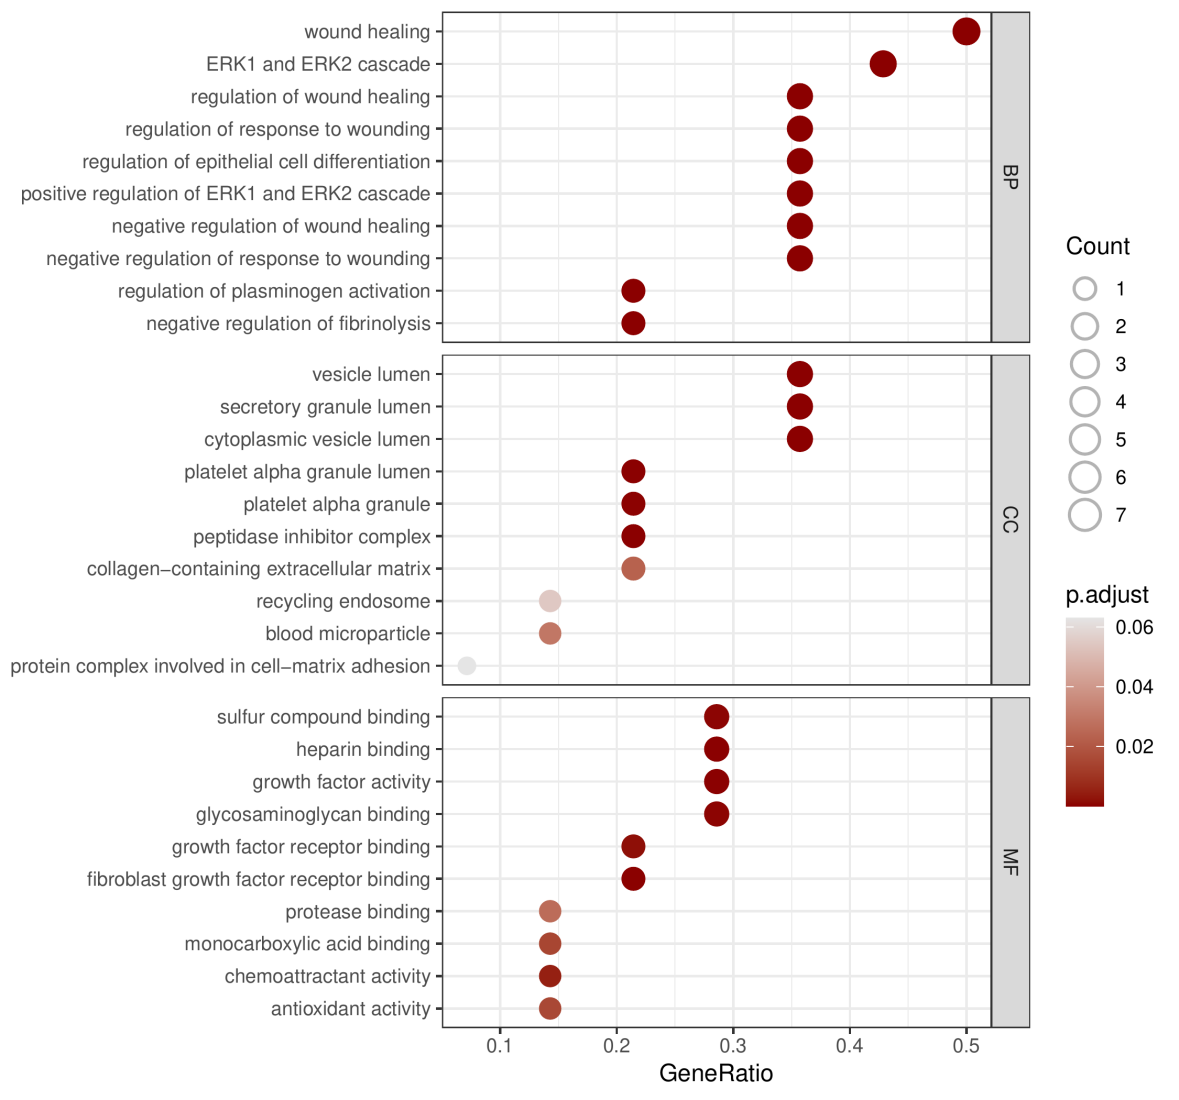 wound healing
ERK1 and ERK2 cascade
regulation of wound healing
regulation of response to wounding
regulation of epithelial cell differentiation
positive regulation of ERK1 and ERK2 cascade
negative regulation of wound healing
negative regulation of response to wounding
regulation of plasminogen activation
negative regulation of fibrinolysis
BP
vesicle lumen
secretory granule lumen
cytoplasmic vesicle lumen
platelet alpha granule lumen
platelet alpha granule
peptidase inhibitor complex
collagen−containing extracellular matrix
recycling endosome
blood microparticle
protein complex involved in cell−matrix adhesion
CC
sulfur compound binding
heparin binding
growth factor activity
glycosaminoglycan binding
growth factor receptor binding
fibroblast growth factor receptor binding
protease binding
monocarboxylic acid binding
chemoattractant activity
antioxidant activity
MF
0.1 0.2 0.3 0.4 0.5
GeneRatio
Count
1
2
3
4
5
6
7
p.adjust
0.06
0.04
0.02